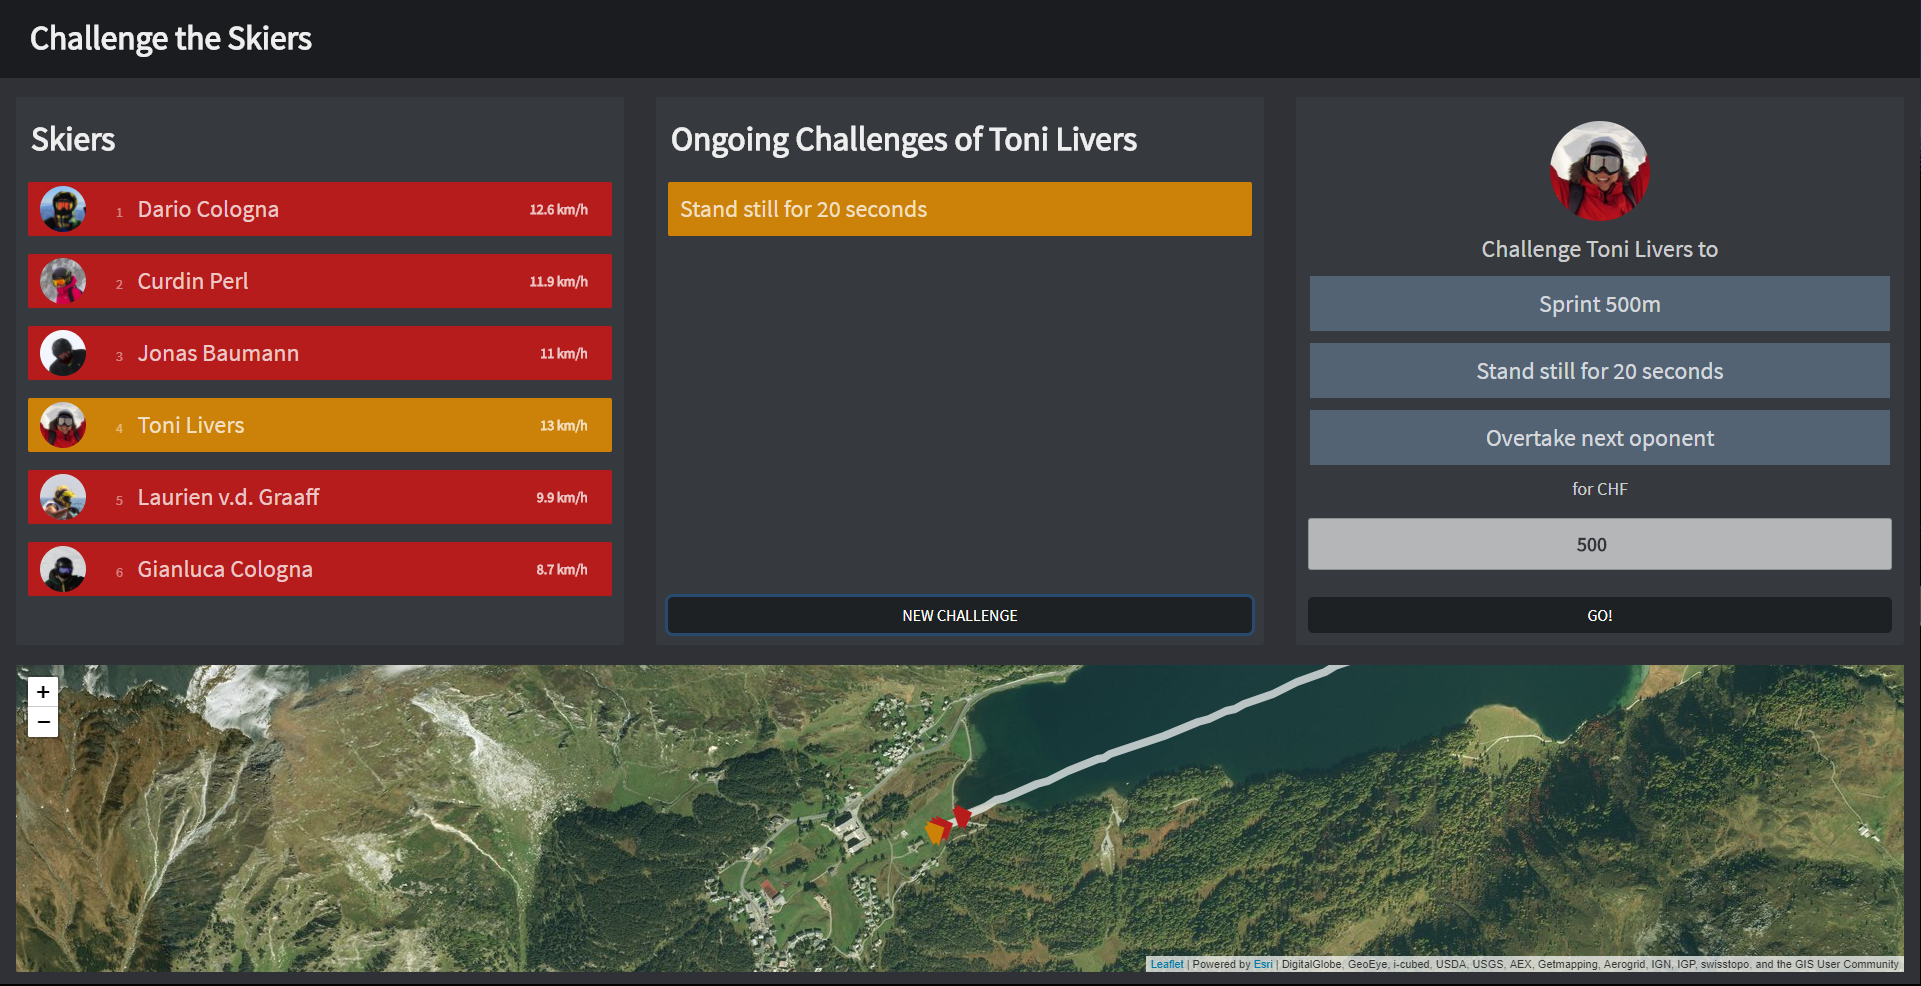 Challenge the Skiers
Skiers
1 Dario Cologna 12.6 km/h
2 Curdin Perl 11.9 km/h
3 Jonas Baumann 11 km/h
4 Toni Livers 13 km/h
5 Laurien v.d. Graaff 9.9 km/h
6 Gianluca Cologna 8.7 km/h
Ongoing Challenges of Toni Livers
Stand still for 20 seconds
NEW CHALLENGE
Challenge Toni Livers to
Sprint 500m
Stand still for 20 seconds
Overtake next oponent
for CHF
500
GO!
+
−
Leaflet | Powered by Esri | DigitalGlobe, GeoEye, i-cubed, USDA, USGS, AEX, Getmapping, Aerogrid, IGN, IGP, swisstopo, and the GIS User Community